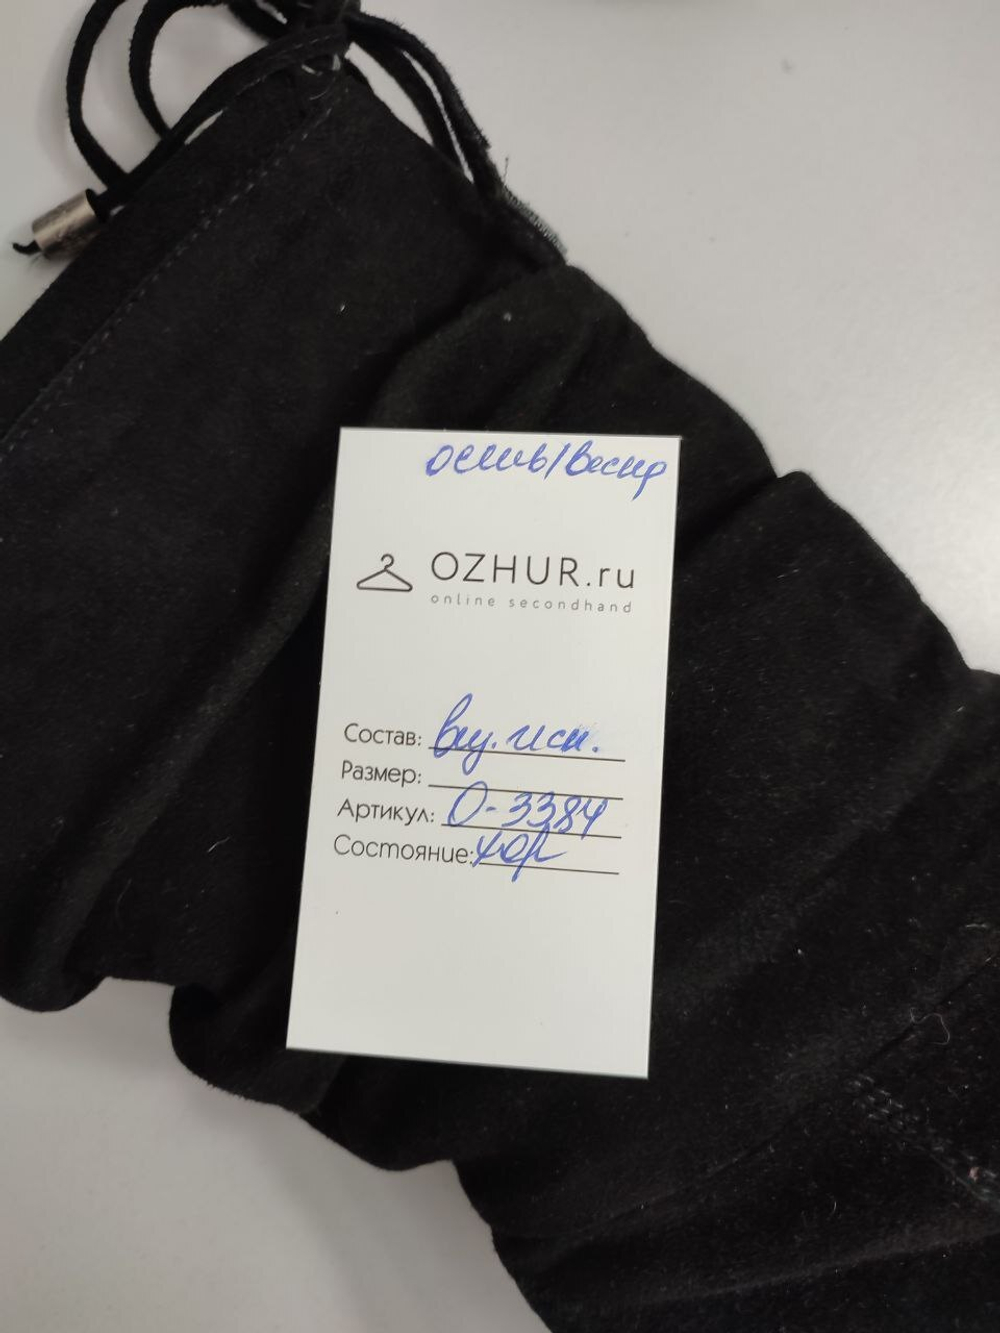 осень/весна
OZHUR.ru
online secondhand
Состав: иск.
Размер:
Артикул: О-3384
Состояние: хор